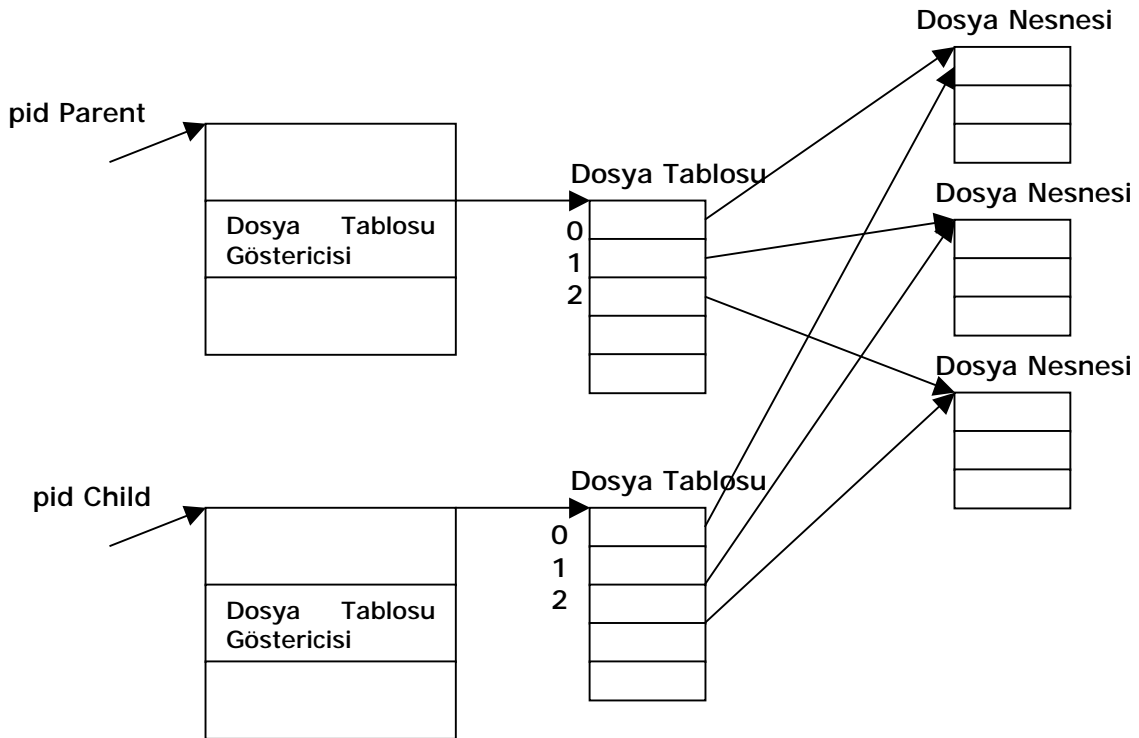 Dosya Nesnesi
pid Parent
Dosya Tablosu
Dosya Tablosu
Göstericisi
0
1
2
Dosya Nesnesi
Dosya Nesnesi
pid Child
Dosya Tablosu
Dosya Tablosu
Göstericisi
0
1
2